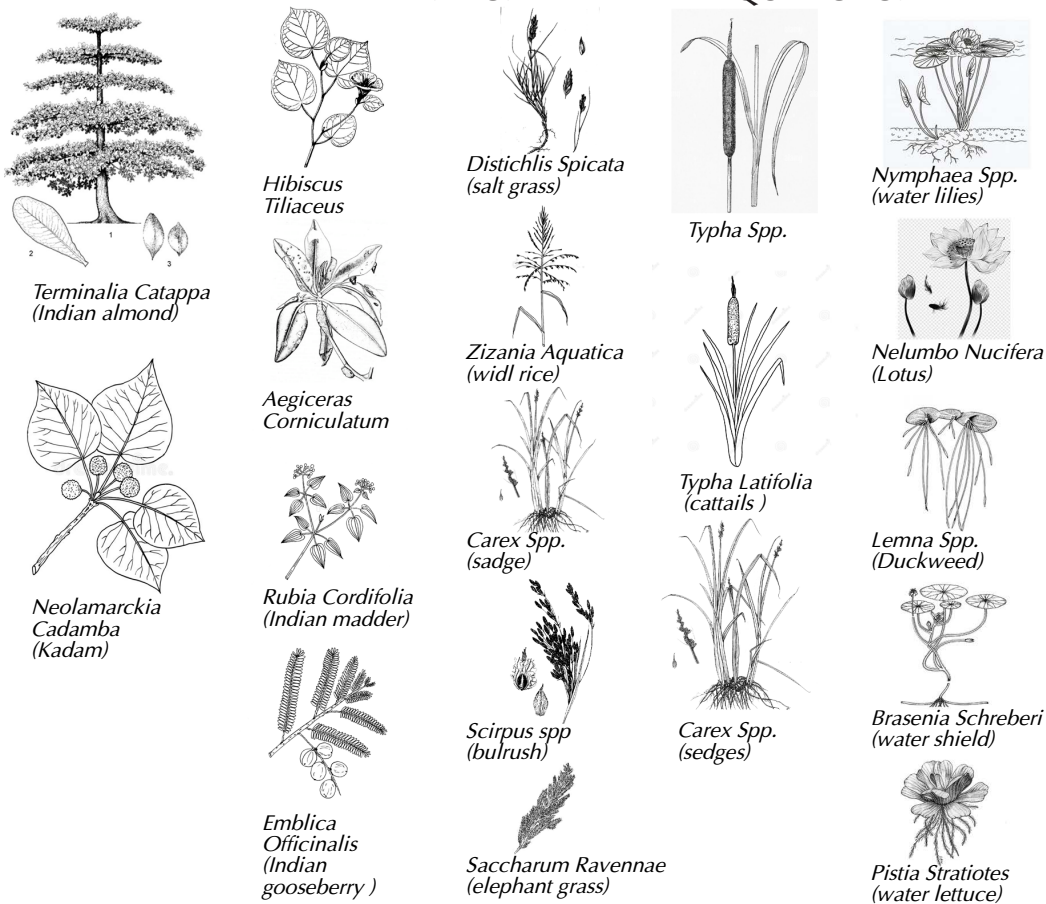 1
2
3
Terminalia Catappa
(Indian almond)
Neolamarckia
Cadamba
(Kadam)
Hibiscus
Tiliaceus
Aegiceras
Corniculatum
Rubia Cordifolia
(Indian madder)
Emblica
Officinalis
(Indian
gooseberry )
Distichlis Spicata
(salt grass)
Zizania Aquatica
(widl rice)
Carex Spp.
(sadge)
Scirpus spp
(bulrush)
Saccharum Ravennae
(elephant grass)
Typha Spp.
Typha Latifolia
(cattails )
Carex Spp.
(sedges)
Nymphaea Spp.
(water lilies)
Nelumbo Nucifera
(Lotus)
Lemna Spp.
(Duckweed)
Brasenia Schreberi
(water shield)
Pistia Stratiotes
(water lettuce)